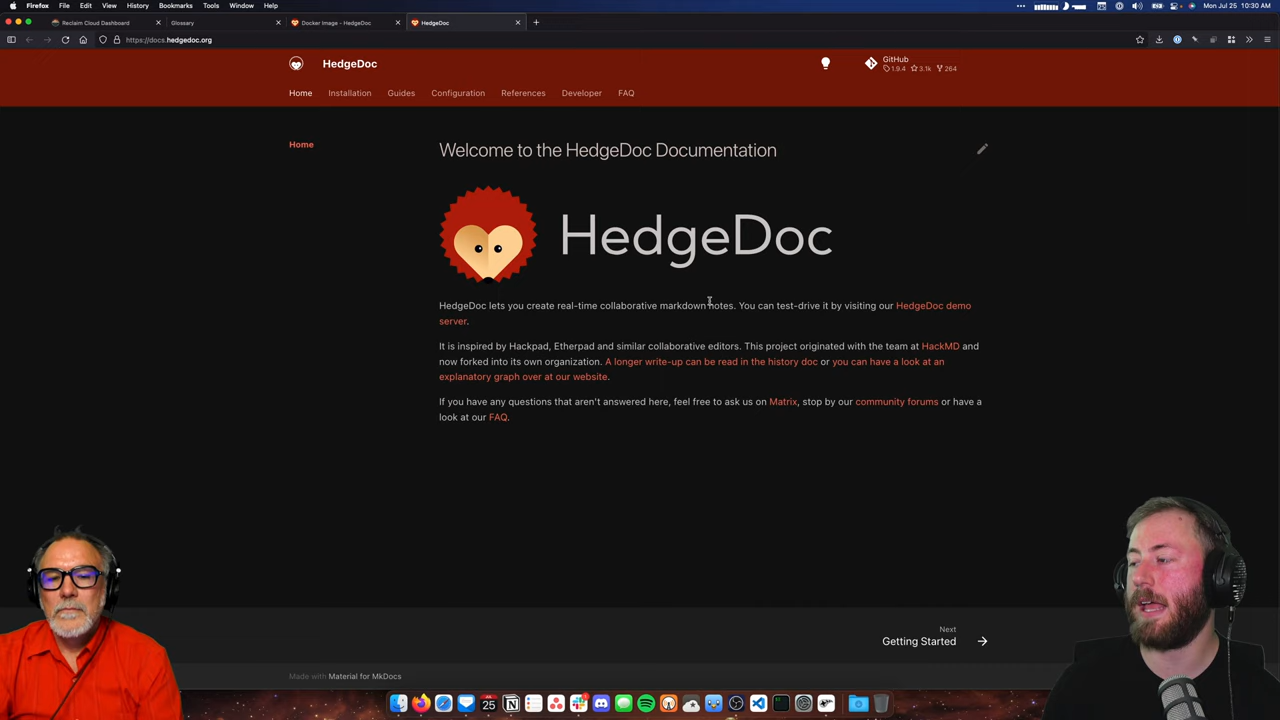 Firefox File Edit View History Bookmarks Tools Window Help
Mon Jul 25 10:30 AM
Reclaim Cloud Dashboard
Glossary
Docker Image - HedgeDoc
HedgeDoc
https://docs.hedgedoc.org
HedgeDoc
GitHub
1.9.4 3.1k 264
Home Installation Guides Configuration References Developer FAQ
Home
Welcome to the HedgeDoc Documentation
HedgeDoc
HedgeDoc lets you create real-time collaborative markdown notes. You can test-drive it by visiting our HedgeDoc demo
server.
It is inspired by Hackpad, Etherpad and similar collaborative editors. This project originated with the team at HackMD and
now forked into its own organization. A longer write-up can be read in the history doc or you can have a look at an
explanatory graph over at our website.
If you have any questions that aren't answered here, feel free to ask us on Matrix, stop by our community forums or have a
look at our FAQ.
Next
Getting Started
Made with Material for MkDocs
25